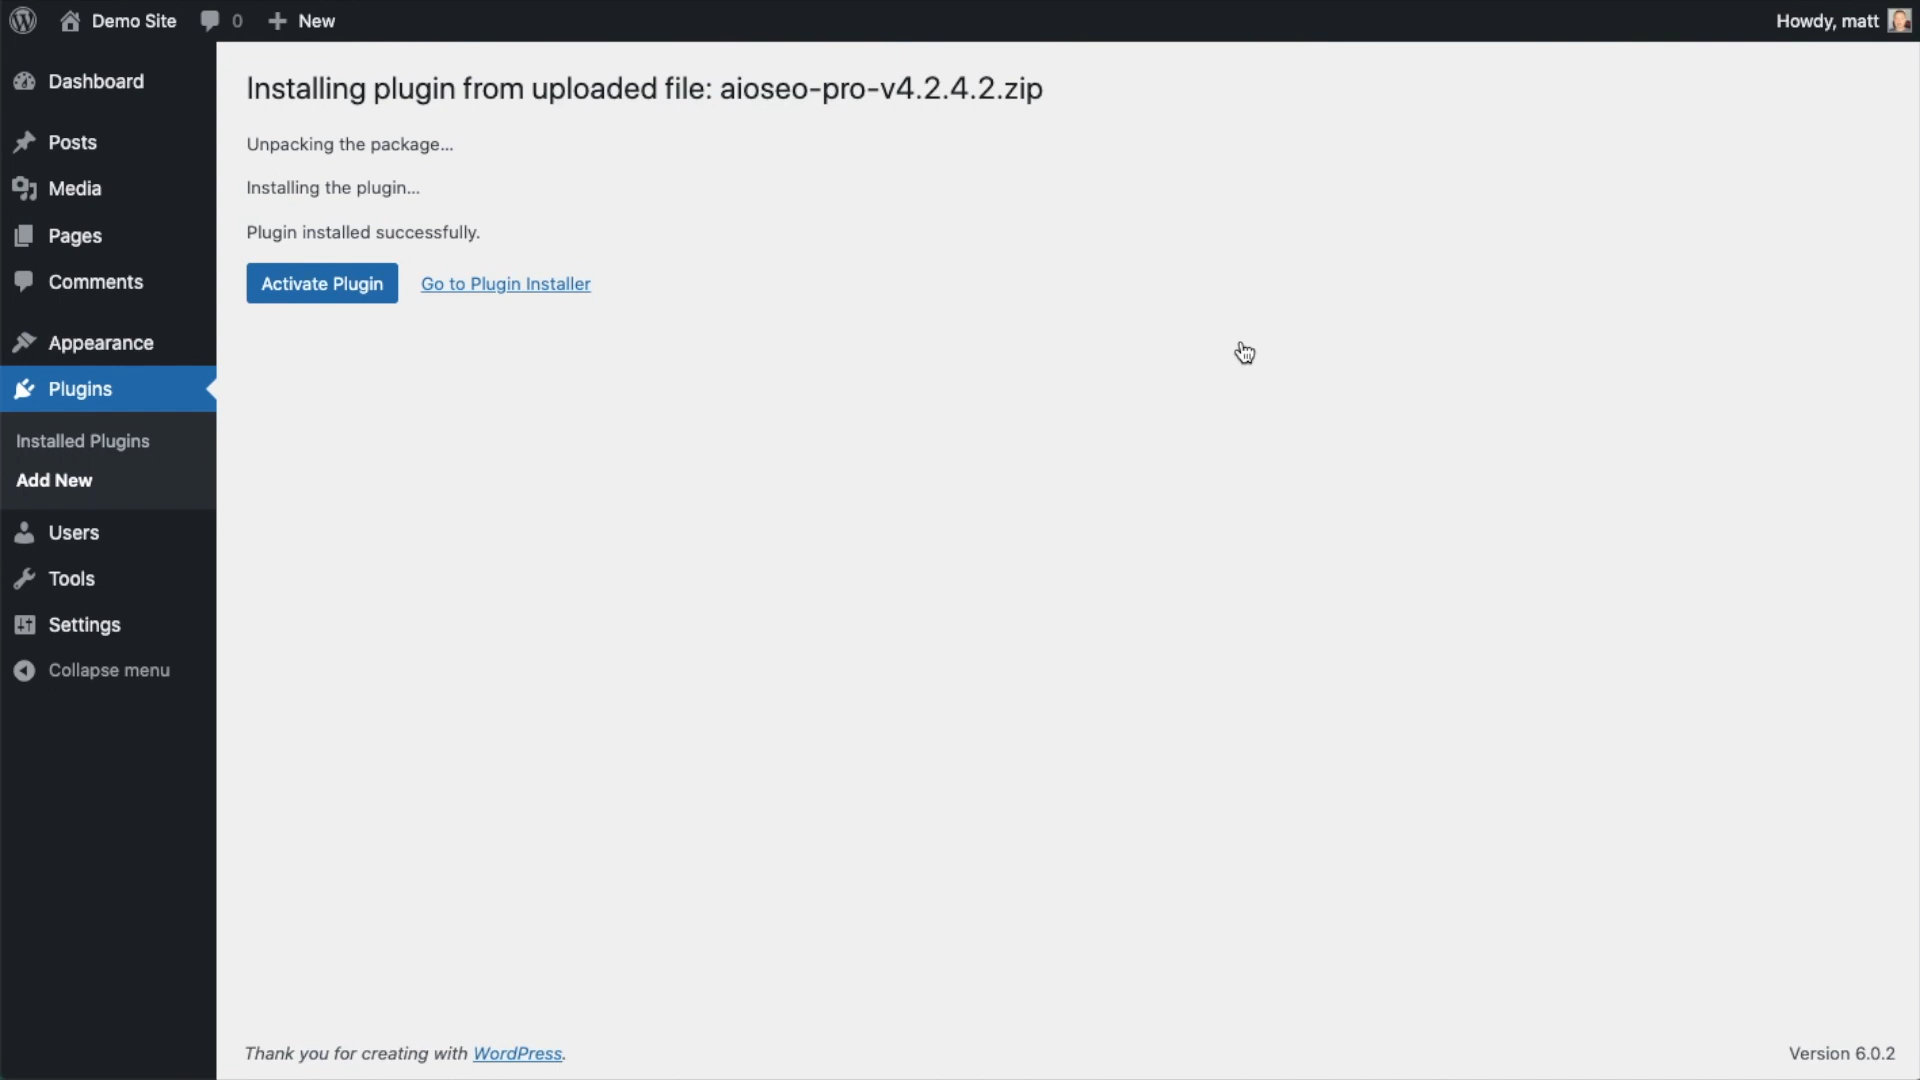 Demo Site
0
New
Howdy, matt
Dashboard
Posts
Media
Pages
Comments
Appearance
Plugins
Installed Plugins
Add New
Users
Tools
Settings
Collapse menu
Installing plugin from uploaded file: aioseo-pro-v4.2.4.2.zip
Unpacking the package...
Installing the plugin...
Plugin installed successfully.
Activate Plugin
Go to Plugin Installer
Thank you for creating with WordPress.
Version 6.0.2